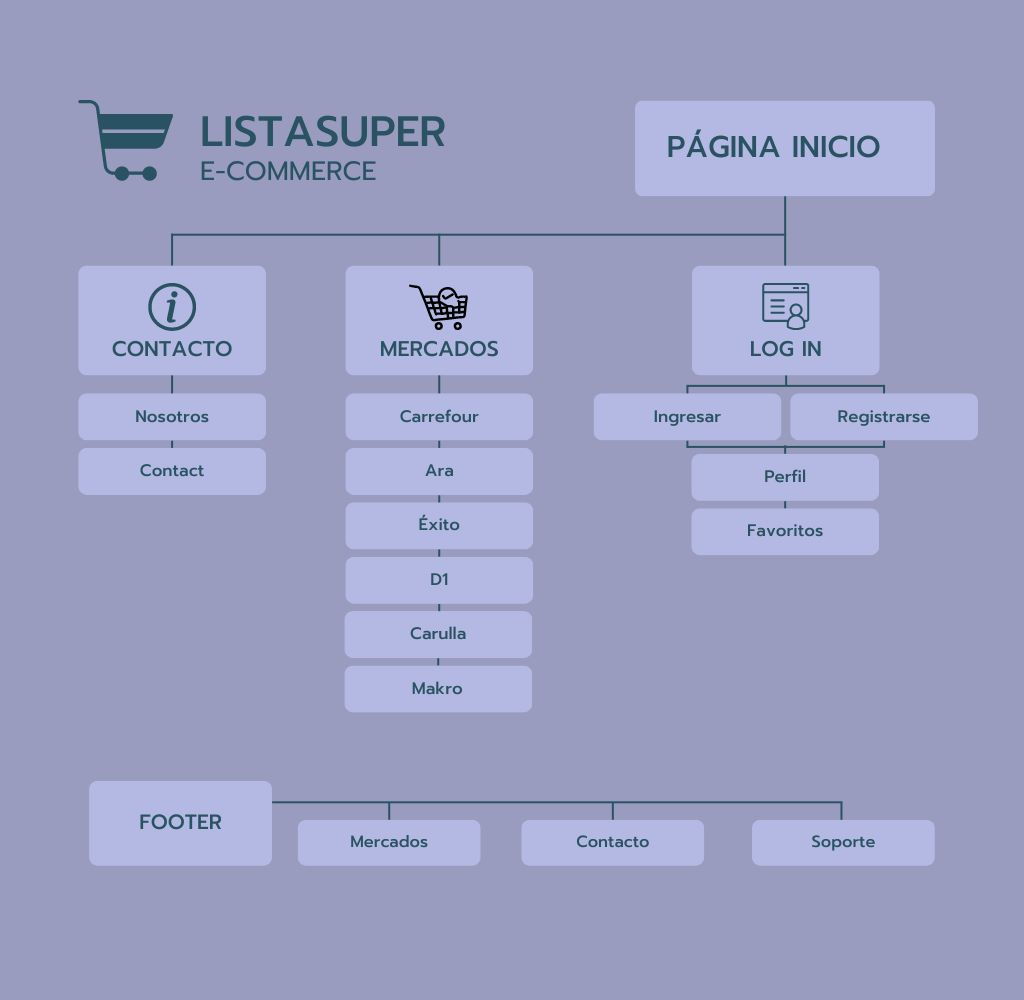 LISTASUPER
E-COMMERCE
PÁGINA INICIO
CONTACTO
MERCADOS
LOG IN
Nosotros
Carrefour
Ingresar
Registrarse
Contact
Ara
Perfil
Éxito
Favoritos
D1
Carulla
Makro
FOOTER
Mercados
Contacto
Soporte